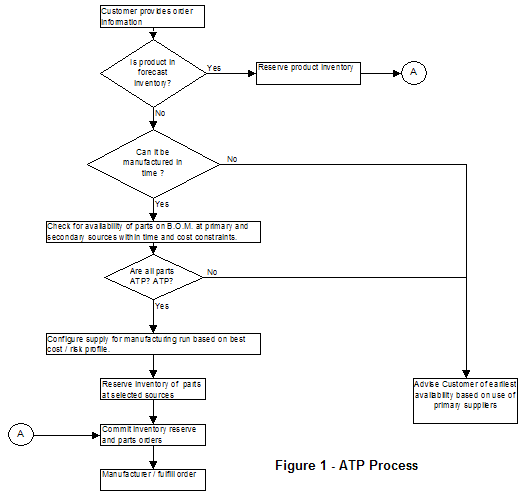 Customer provides order
information
Is product in
forecast
inventory?
Yes
Reserve product inventory
A
No
Can it be
manufactured in
time ?
No
Yes
Check for availability of parts on B.O.M. at primary and
secondary sources within time and cost constraints.
Are all parts
ATP? ATP?
No
Yes
Configure supply for manufacturing run based on best
cost / risk profile.
Reserve inventory of parts
at selected sources
Advise Customer of earliest
availability based on use of
primary suppliers
A
Commit inventory reserve
and parts orders
Manufacturer / fulfill order
Figure 1 - ATP Process